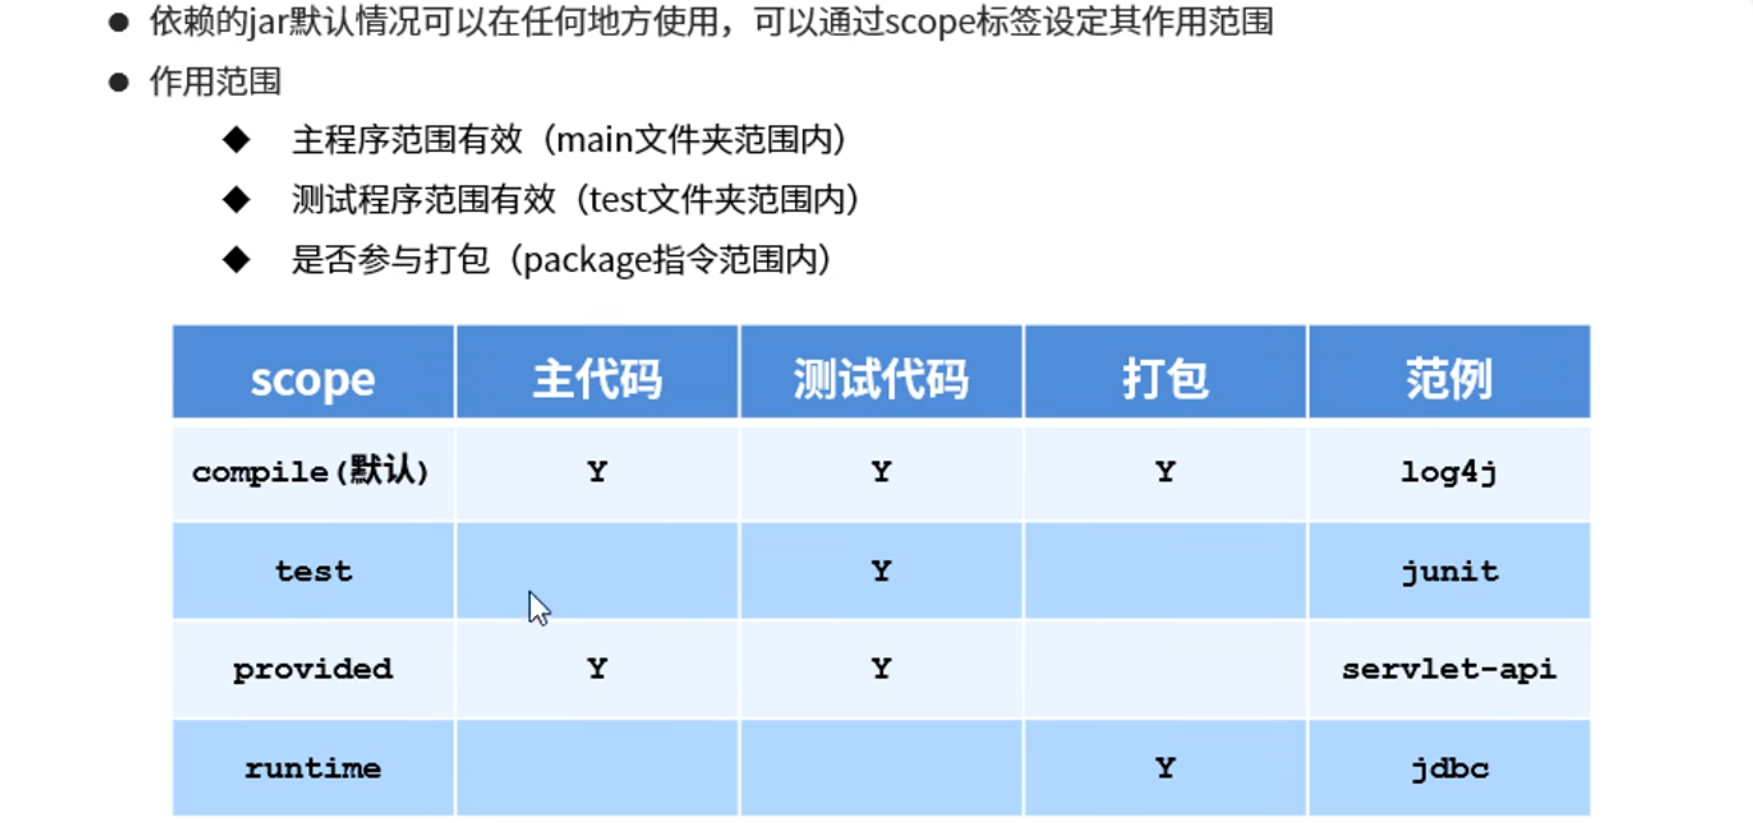 依赖的jar默认情况可以在任何地方使用，可以通过scope标签设定其作用范围
作用范围
主程序范围有效（main文件夹范围内）
测试程序范围有效（test文件夹范围内）
是否参与打包（package指令范围内）
scope 主代码 测试代码 打包 范例
compile(默认) Y Y Y log4j
test Y junit
provided Y Y servlet-api
runtime Y jdbc